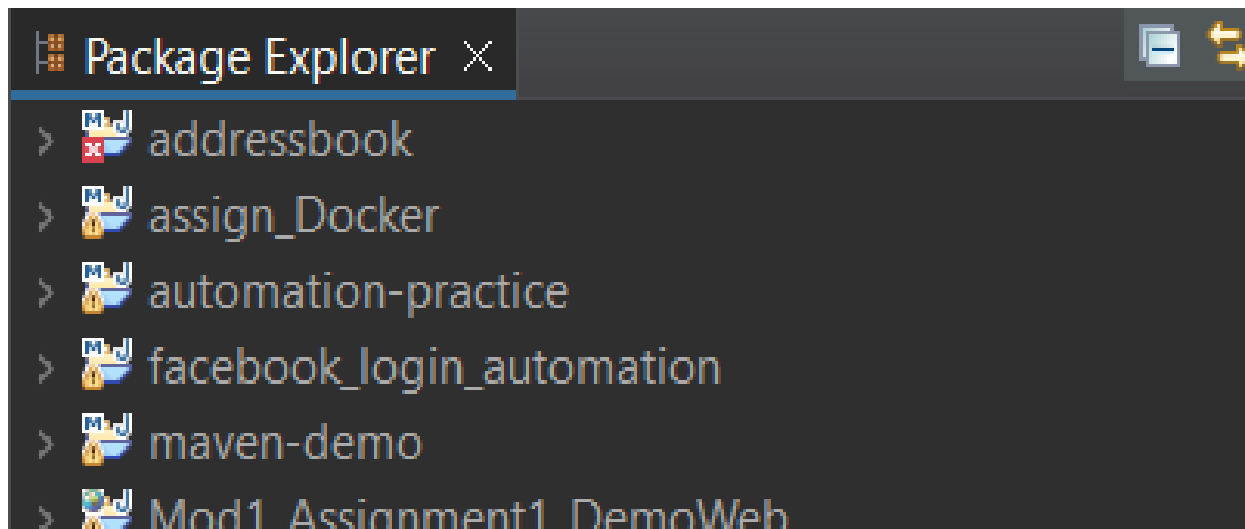 Package Explorer
addressbook
assign_Docker
automation-practice
facebook_login_automation
maven-demo
Mod1_Assignment1_DemoWeb